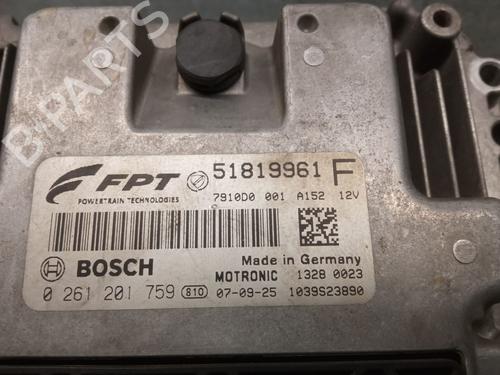 B-PARTS
FPT 51819961 F
POWERTRAIN TECHNOLOGIES 7910D0 001 A152 12V
BOSCH Made in Germany
MOTRONIC 1328 0023
0 261 201 759 810 07-09-25 1039S23890